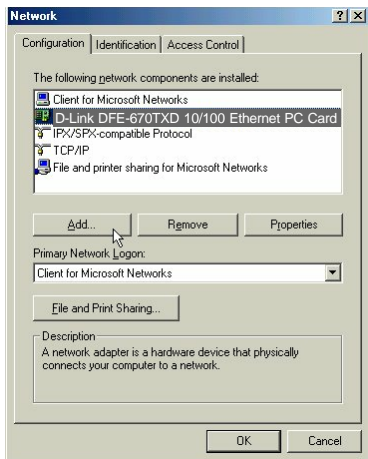 Network
Configuration Identification Access Control
The following network components are installed:
Client for Microsoft Networks
D-Link DFE-670TXD 10/100 Ethernet PC Card
IPX/SPX-compatible Protocol
TCP/IP
File and printer sharing for Microsoft Networks
Add... Remove Properties
Primary Network Logon:
Client for Microsoft Networks
File and Print Sharing...
Description
A network adapter is a hardware device that physically
connects your computer to a network.
OK Cancel